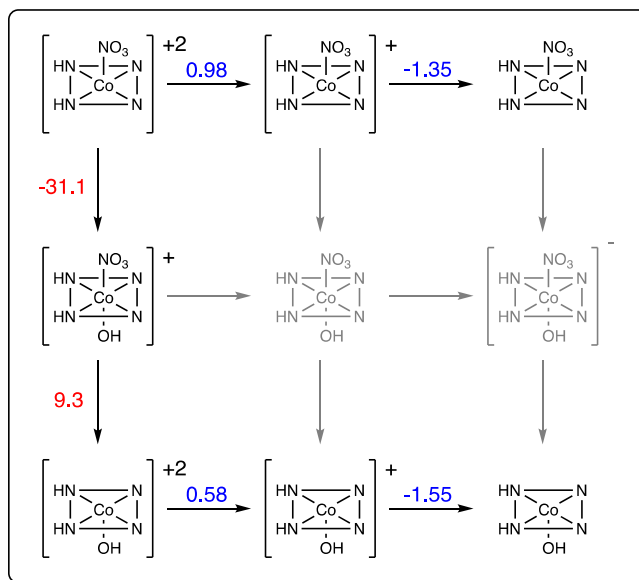 NO3 +2 NO3 + NO3
HN N 0.98 HN N -1.35 HN N
Co Co Co
HN N HN N HN N
-31.1
NO3 + NO3 NO3 -
HN N HN N HN N
Co Co Co
HN N HN N HN N
OH OH OH
9.3
+2 +
HN N 0.58 HN N -1.55 HN N
Co Co Co
HN N HN N HN N
OH OH OH